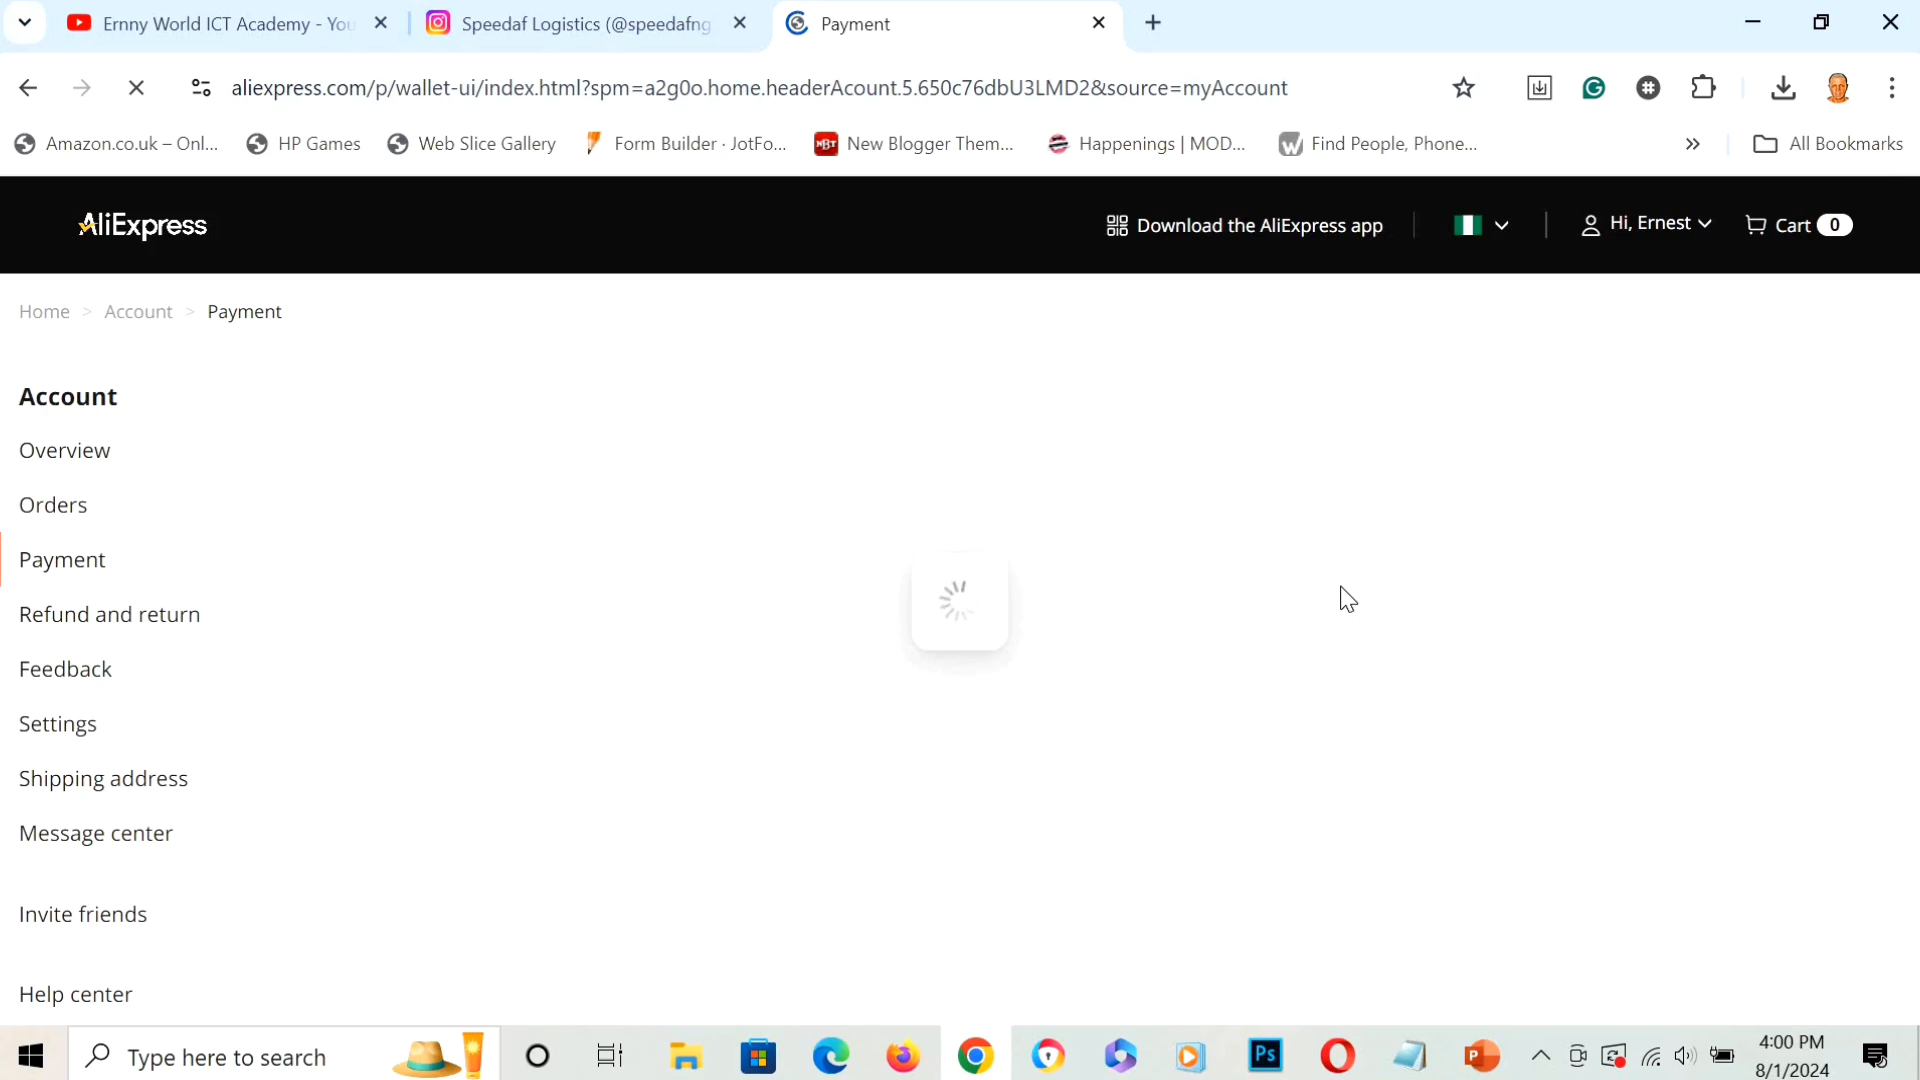 Ernny World ICT Academy - You
Speedaf Logistics (@speedafng
Payment
aliexpress.com/p/wallet-ui/index.html?spm=a2g0o.home.headerAcount.5.650c76dbU3LMD2&source=myAccount
Amazon.co.uk – Onl...
HP Games
Web Slice Gallery
Form Builder · JotFo...
New Blogger Them...
Happenings | MOD...
Find People, Phone...
All Bookmarks
AliExpress
Download the AliExpress app
Hi, Ernest
Cart 0
Home > Account > Payment
Account
Overview
Orders
Payment
Refund and return
Feedback
Settings
Shipping address
Message center
Invite friends
Help center
Type here to search
4:00 PM
8/1/2024